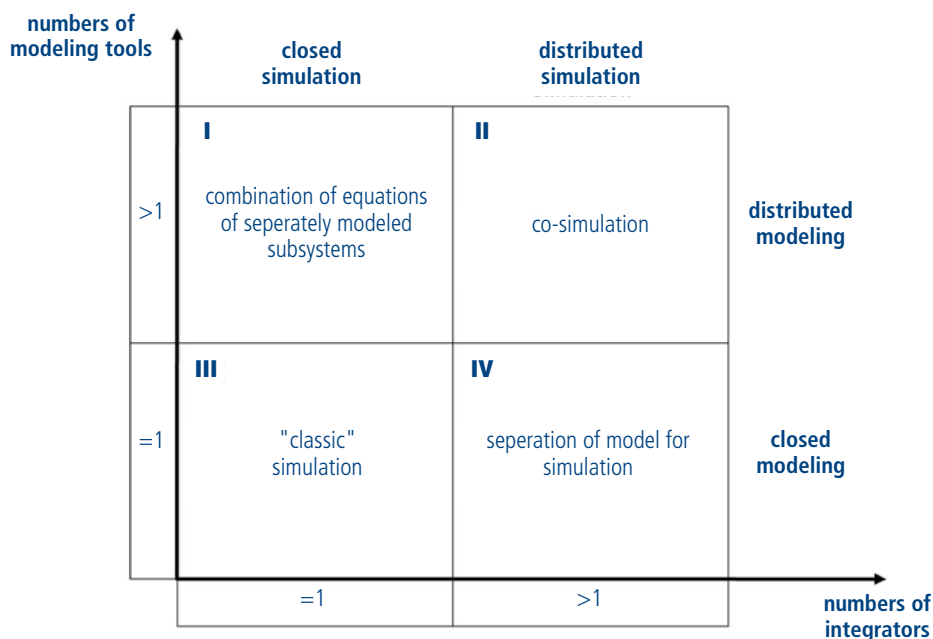 numbers of
modeling tools
closed
simulation
distributed
simulation
I
II
combination of equations
of seperately modeled
subsystems
>1
co-simulation
distributed
modeling
III
IV
=1
"classic"
simulation
seperation of model for
simulation
closed
modeling
=1
>1
numbers of
integrators